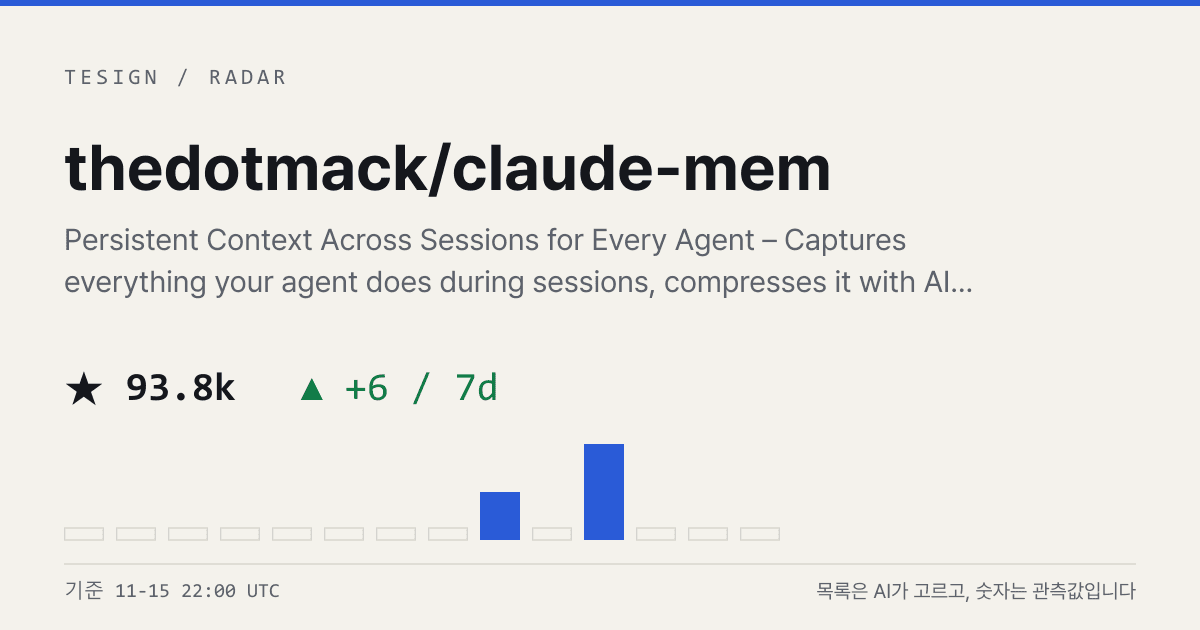 TESIGN / RADAR
thedotmack/claude-mem
Persistent Context Across Sessions for Every Agent – Captures
everything your agent does during sessions, compresses it with AI…
★ 93.8k ▲ +6 / 7d
기준 11-15 22:00 UTC
목록은 AI가 고르고, 숫자는 관측값입니다